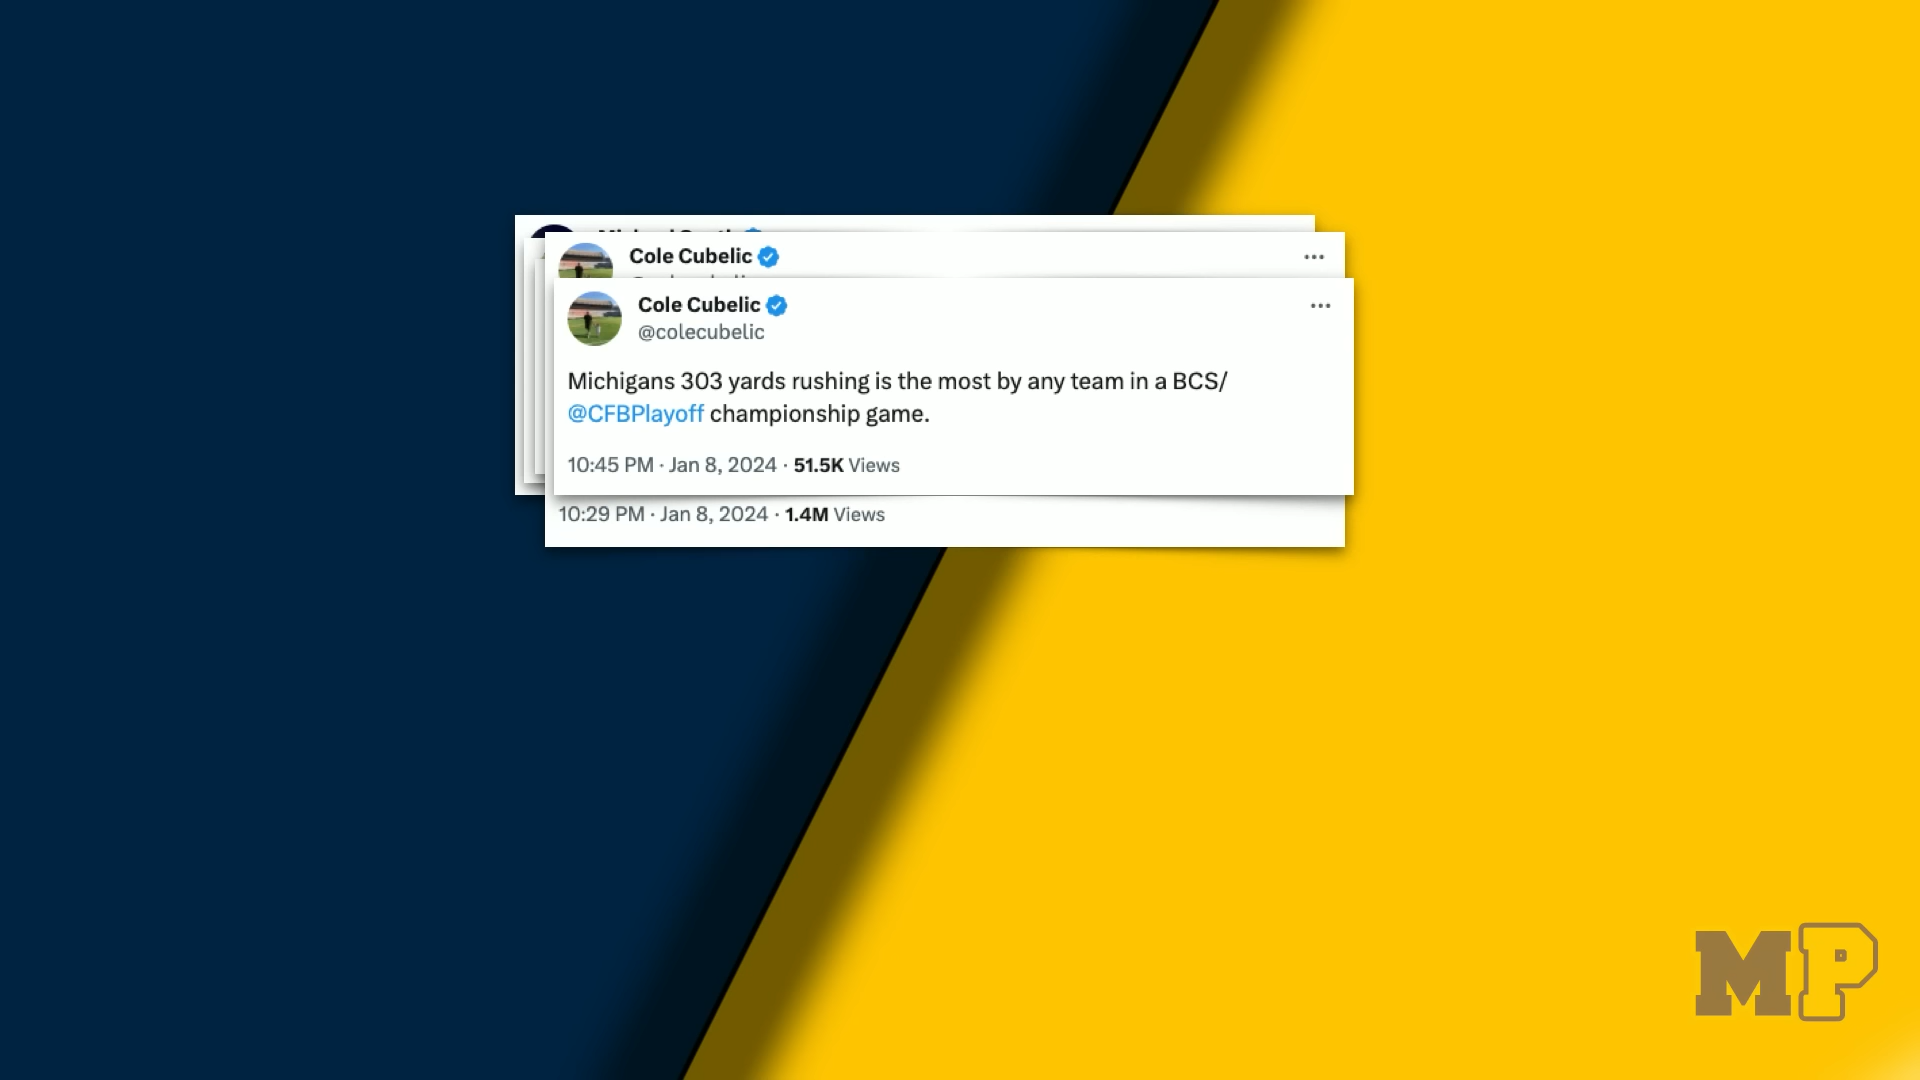 Cole Cubelic
Cole Cubelic
@colecubelic
Michigans 303 yards rushing is the most by any team in a BCS/
@CFBPlayoff championship game.
10:45 PM · Jan 8, 2024 · 51.5K Views
10:29 PM · Jan 8, 2024 · 1.4M Views
MP